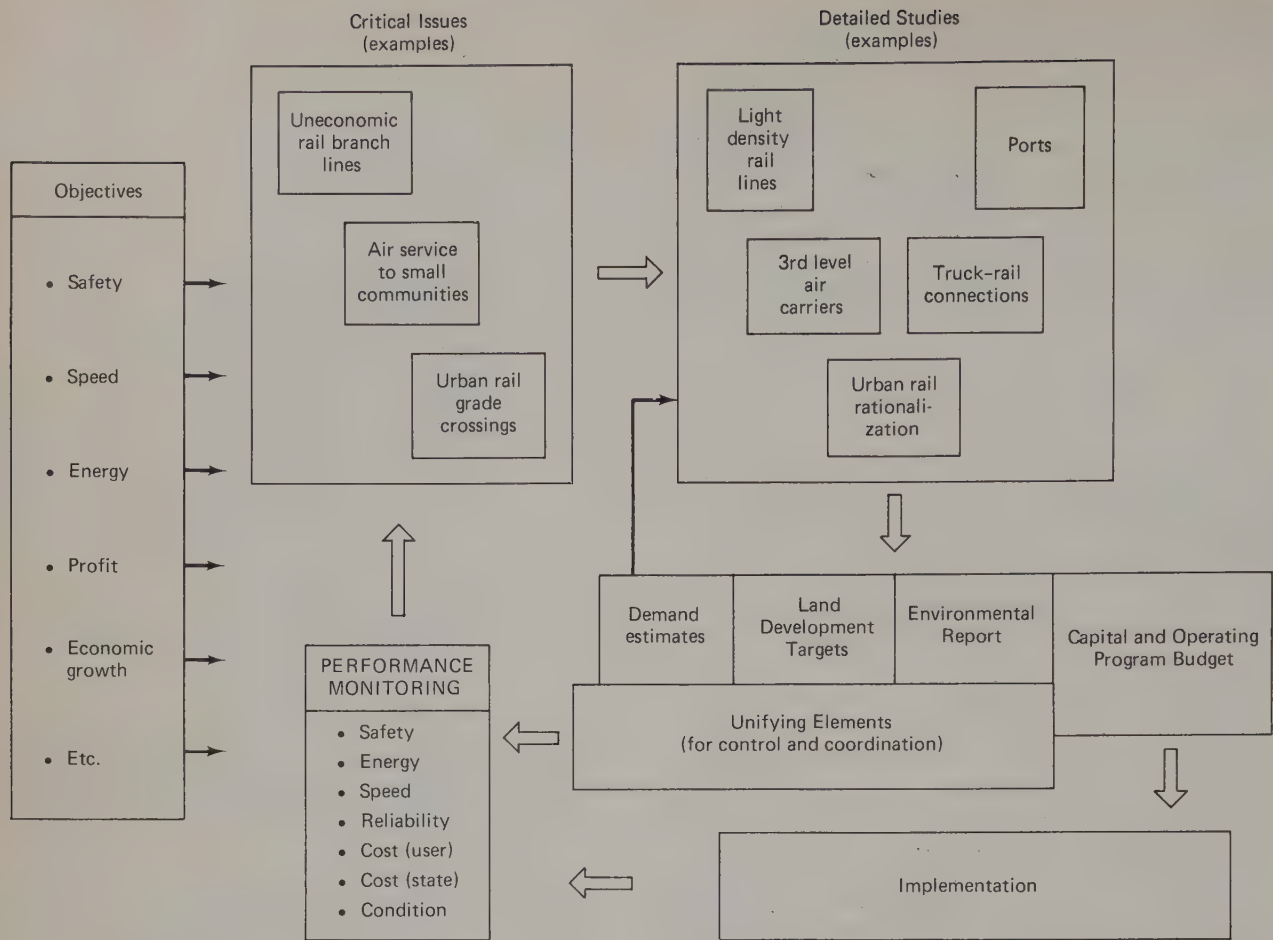 Critical Issues
(examples)
Detailed Studies
(examples)
Objectives
• Safety
• Speed
• Energy
• Profit
• Economic
growth
• Etc.
Uneconomic
rail branch
lines
Air service
to small
communities
Urban rail
grade
crossings
Light
density
rail
lines
Ports
3rd level
air
carriers
Truck–rail
connections
Urban rail
rationali-
zation
Demand
estimates
Land
Development
Targets
Environmental
Report
Capital and Operating
Program Budget
Unifying Elements
(for control and coordination)
PERFORMANCE
MONITORING
• Safety
• Energy
• Speed
• Reliability
• Cost (user)
• Cost (state)
• Condition
Implementation